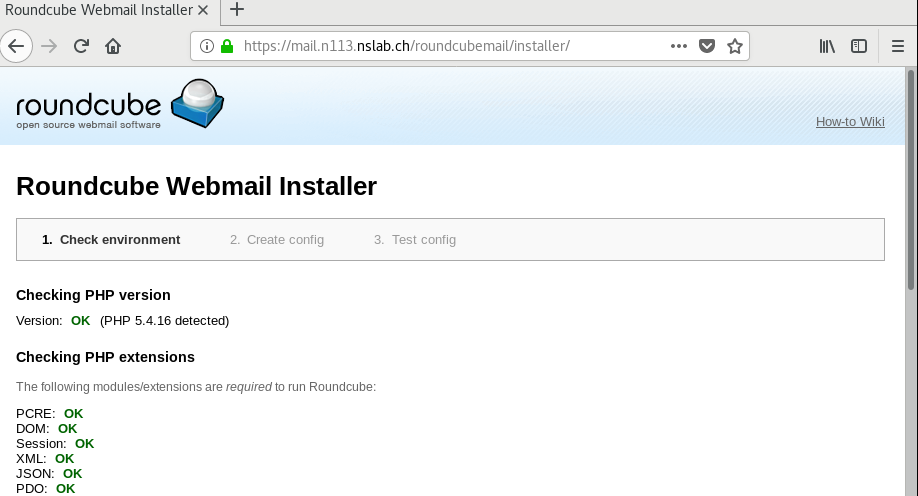 Roundcube Webmail Installer
https://mail.n113.nslab.ch/roundcubemail/installer/
roundcube
open source webmail software
How-to Wiki
Roundcube Webmail Installer
1. Check environment 2. Create config 3. Test config
Checking PHP version
Version: OK (PHP 5.4.16 detected)
Checking PHP extensions
The following modules/extensions are required to run Roundcube:
PCRE: OK
DOM: OK
Session: OK
XML: OK
JSON: OK
PDO: OK